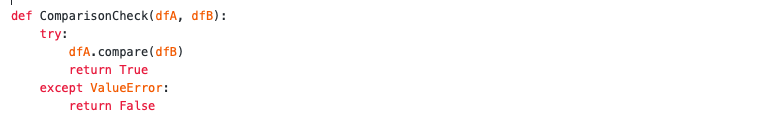 def ComparisonCheck(dfA, dfB):
    try:
        dfA.compare(dfB)
        return True
    except ValueError:
        return False